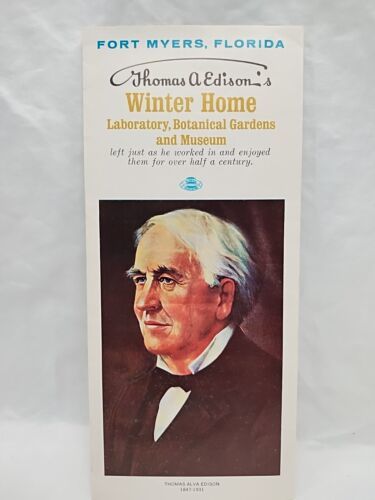 FORT MYERS, FLORIDA
Thomas A Edison's
Winter Home
Laboratory, Botanical Gardens
and Museum
left just as he worked in and enjoyed
them for over half a century.
THOMAS ALVA EDISON
1847-1931